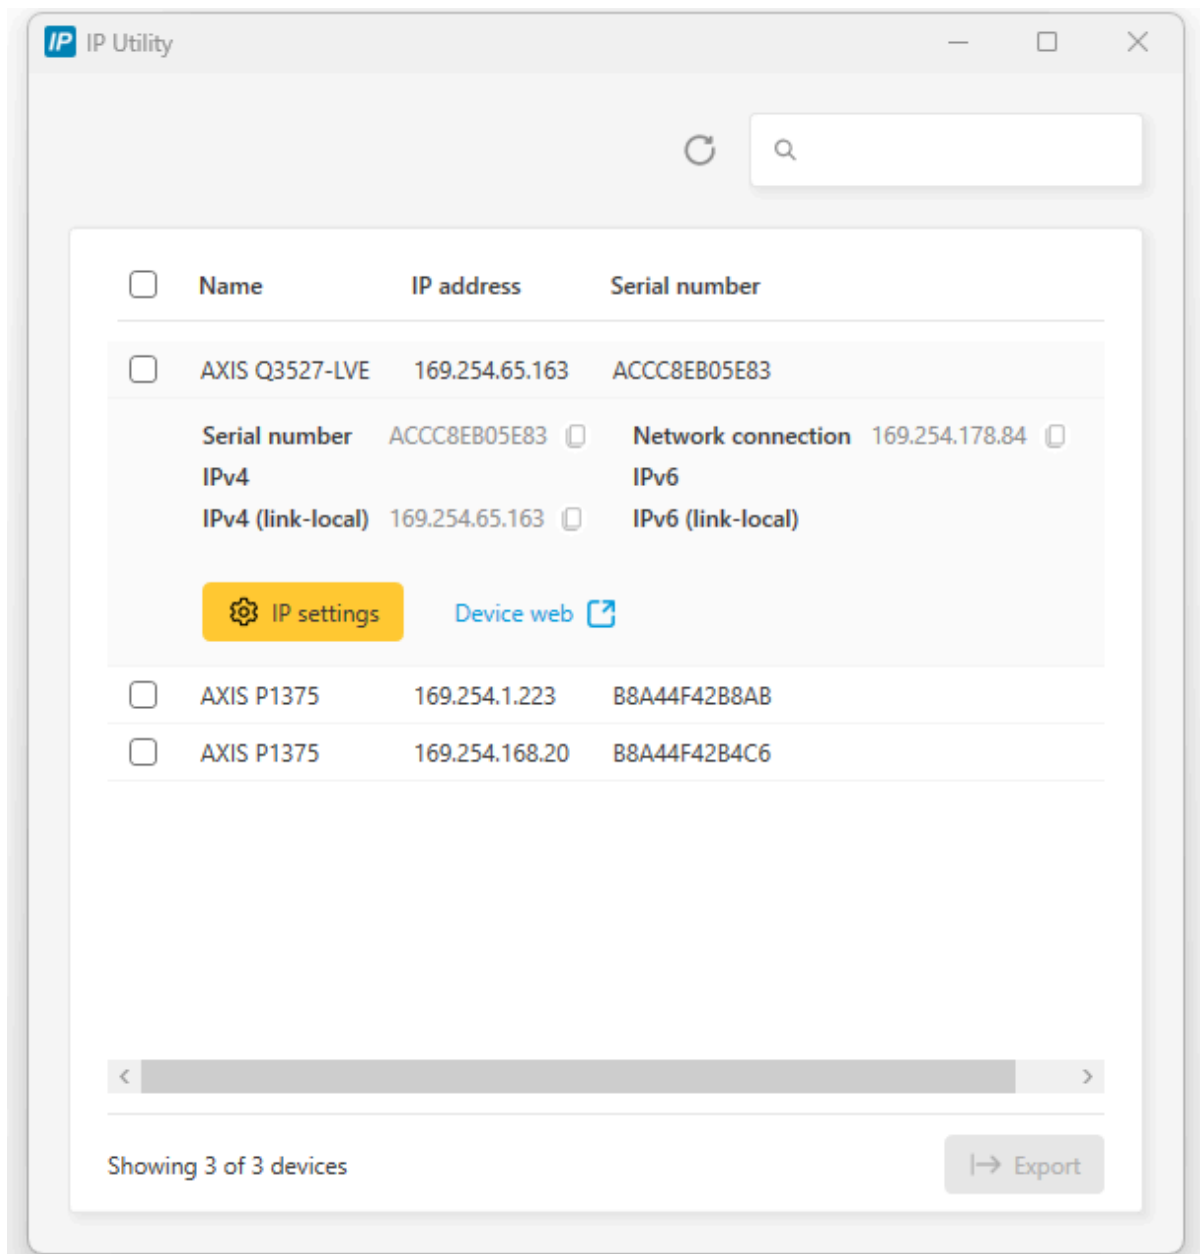 IP IP Utility
Name IP address Serial number
AXIS Q3527-LVE 169.254.65.163 ACCC8EB05E83
Serial number ACCC8EB05E83 Network connection 169.254.178.84
IPv4 IPv6
IPv4 (link-local) 169.254.65.163 IPv6 (link-local)
IP settings Device web
AXIS P1375 169.254.1.223 B8A44F42B8AB
AXIS P1375 169.254.168.20 B8A44F42B4C6
Showing 3 of 3 devices Export